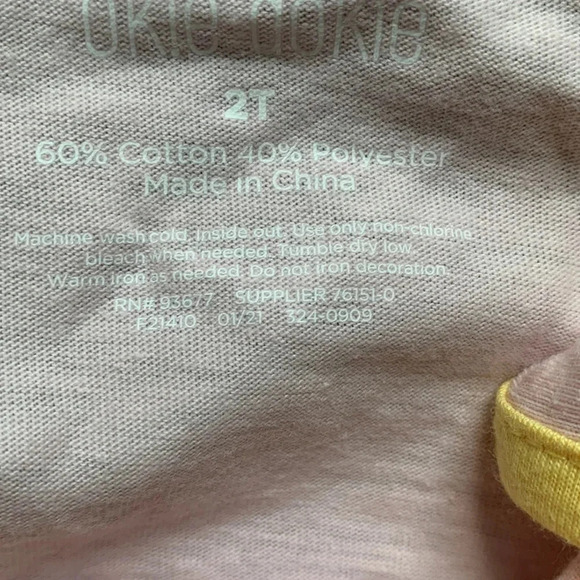 okie dokie
2T
60% Cotton 40% Polyester
Made in China
Machine wash cold, inside out. Use only non-chlorine
bleach when needed. Tumble dry low.
Warm iron as needed. Do not iron decoration.
RN# 93677 SUPPLIER 76151-0
F21410 01/21 324-0909